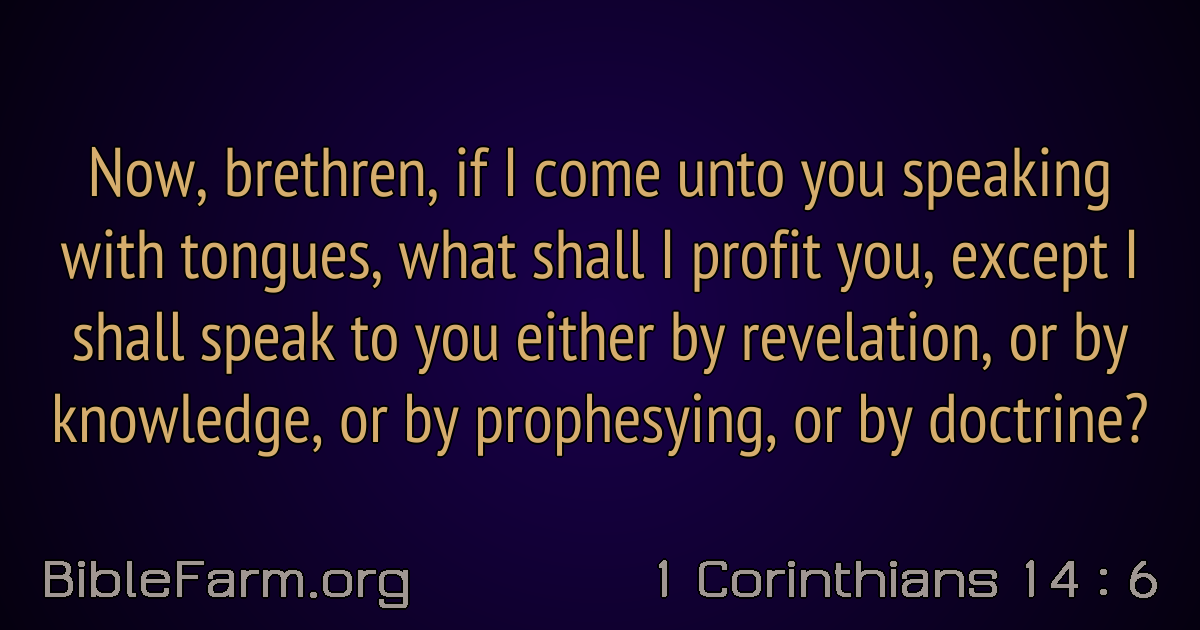 Now, brethren, if I come unto you speaking
with tongues, what shall I profit you, except I
shall speak to you either by revelation, or by
knowledge, or by prophesying, or by doctrine?
BibleFarm.org
1 Corinthians 14 : 6